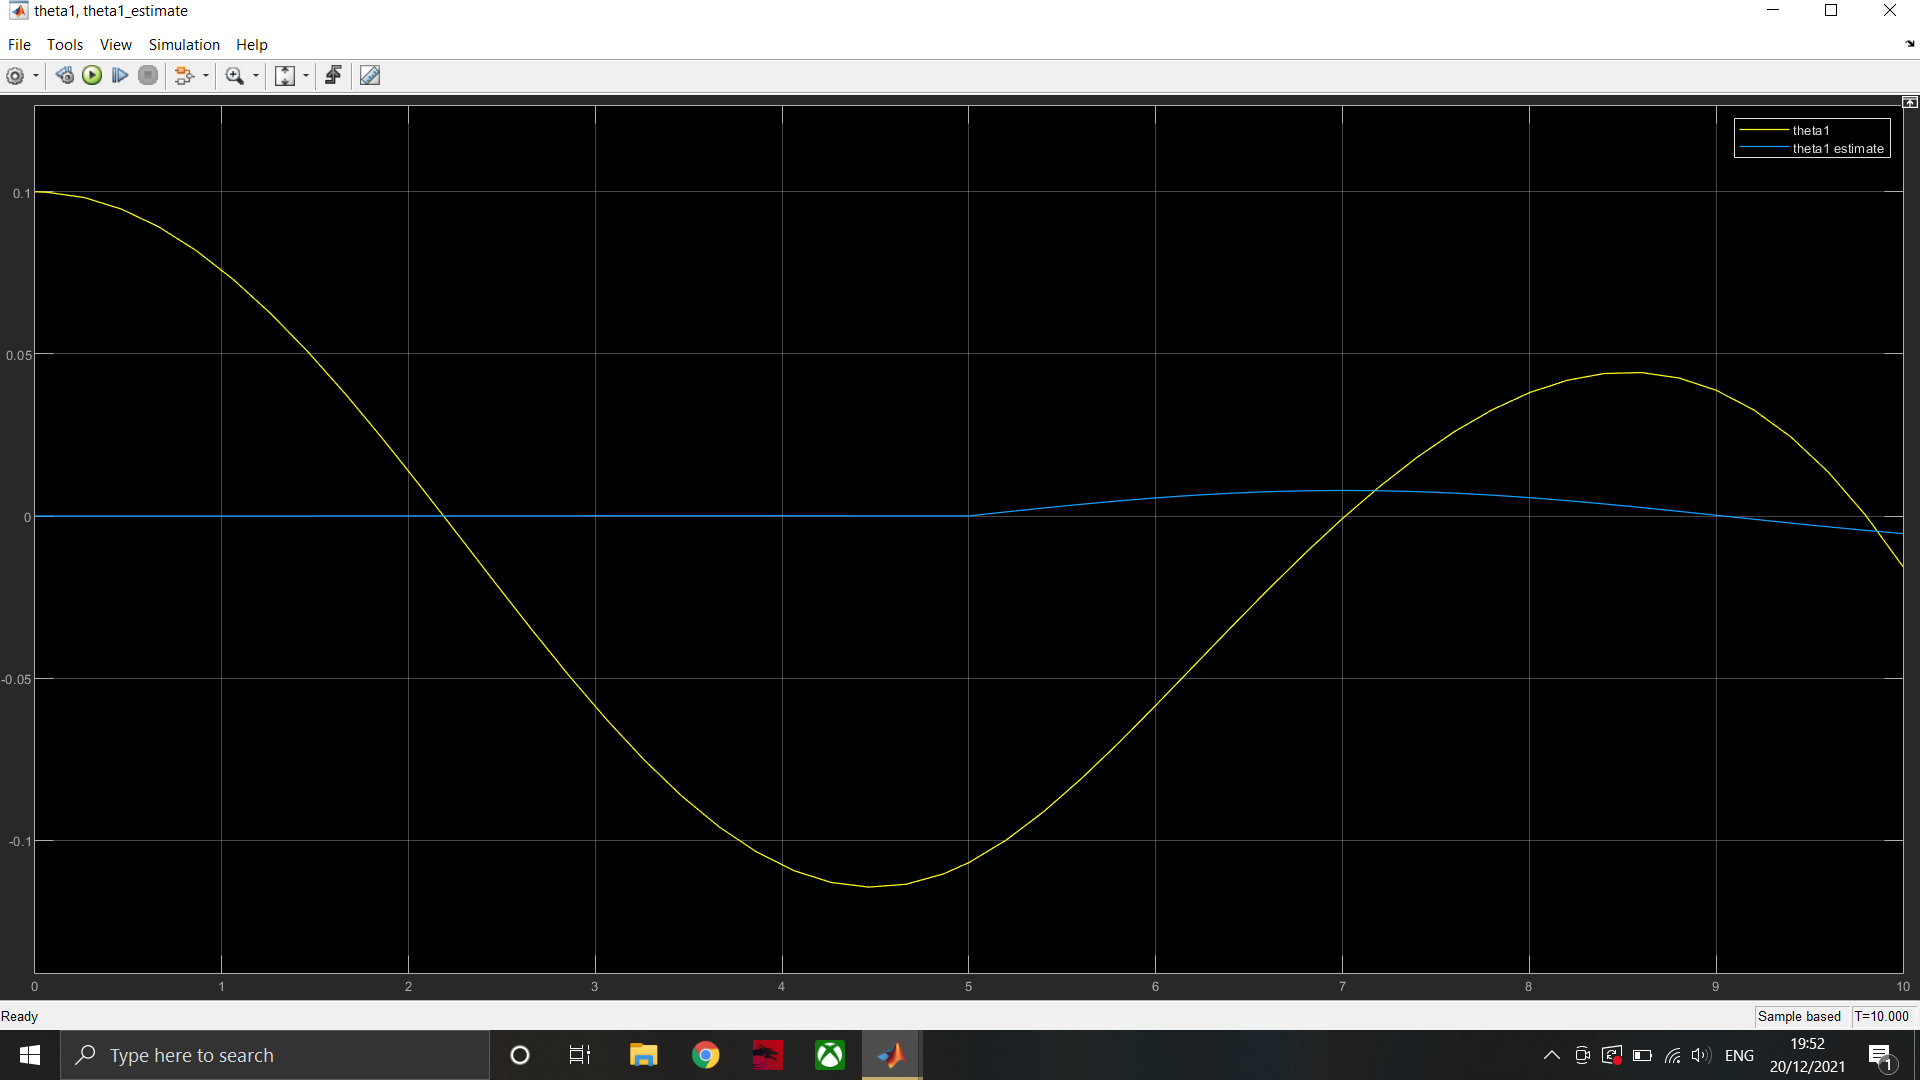 theta1, theta1_estimate
File Tools View Simulation Help
theta1
theta1 estimate
0.1
0.05
0
-0.05
-0.1
0 1 2 3 4 5 6 7 8 9 10
Ready
Sample based T=10.000
Type here to search
ENG
19:52
20/12/2021
1